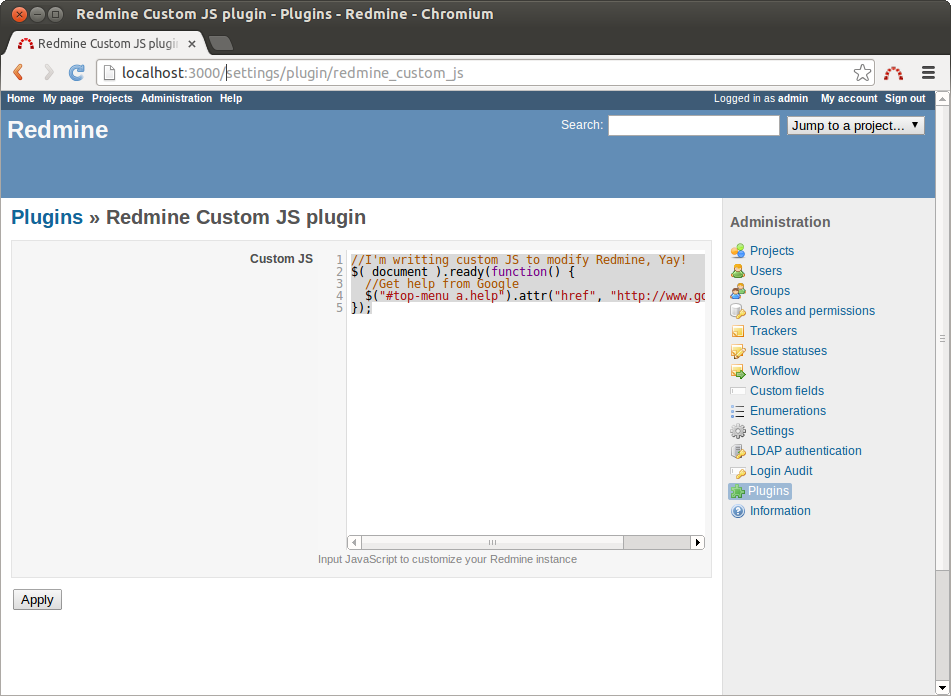 Redmine Custom JS plugin - Plugins - Redmine - Chromium
Redmine Custom JS plugi
localhost:3000/settings/plugin/redmine_custom_js
Home My page Projects Administration Help Logged in as admin My account Sign out
Redmine
Search: Jump to a project...
Plugins » Redmine Custom JS plugin
Custom JS
1 //I'm writting custom JS to modify Redmine, Yay!
2 $( document ).ready(function() {
3 //Get help from Google
4 $("#top-menu a.help").attr("href", "http://www.go
5 });
Input JavaScript to customize your Redmine instance
Apply
Administration
Projects
Users
Groups
Roles and permissions
Trackers
Issue statuses
Workflow
Custom fields
Enumerations
Settings
LDAP authentication
Login Audit
Plugins
Information